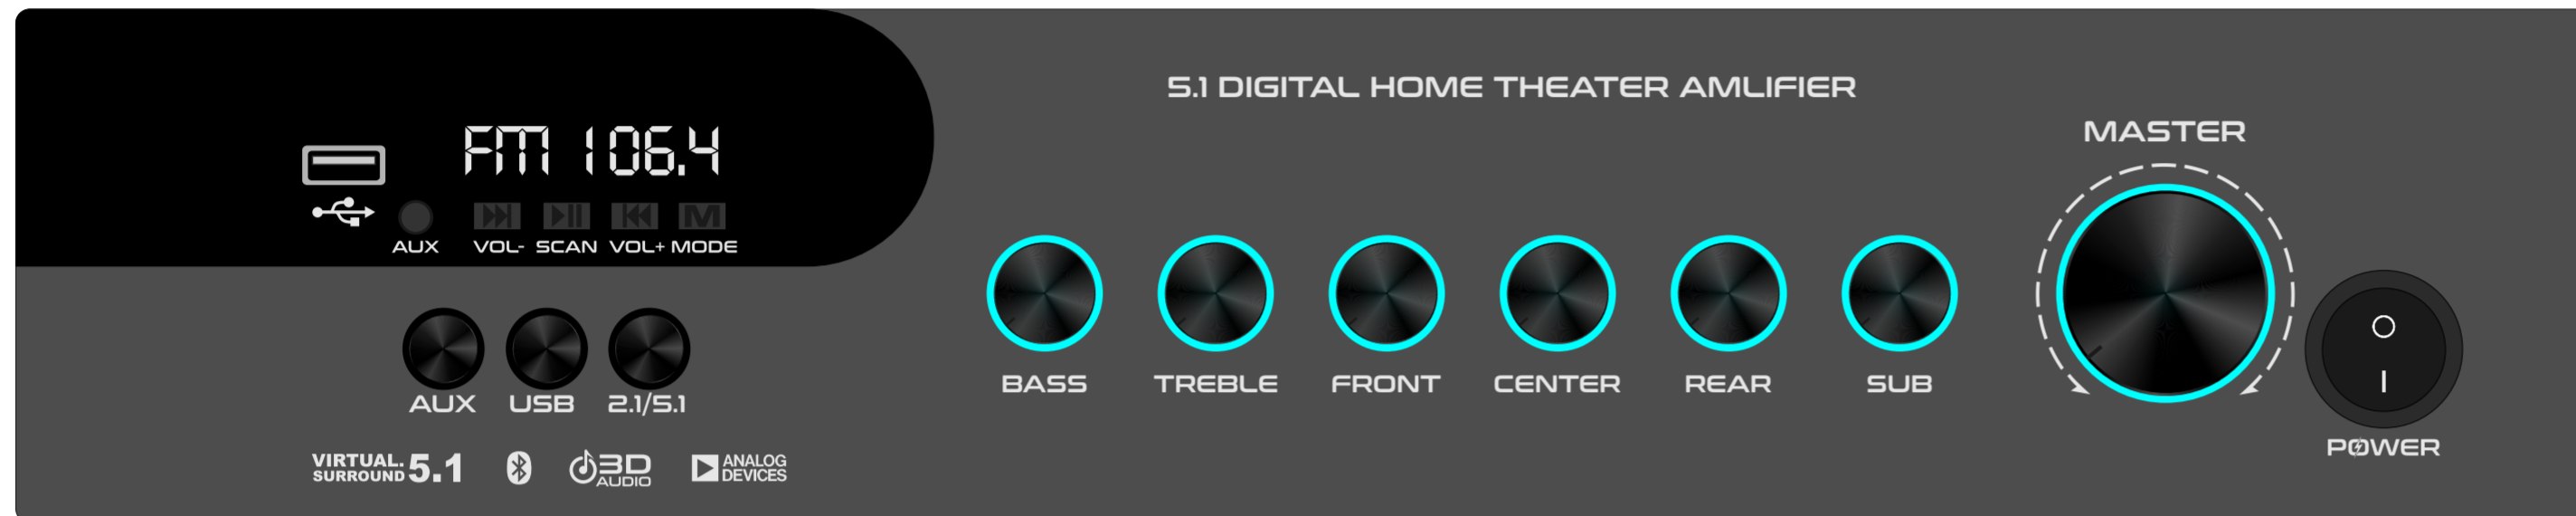 5.1 DIGITAL HOME THEATER AMLIFIER
MASTER
FM 106.4
M
AUX VOL- SCAN VOL+ MODE
BASS TREBLE FRONT CENTER REAR SUB
AUX USB 2.1/5.1
POWER
VIRTUAL.
SURROUND 5.1
3D
AUDIO
ANALOG
DEVICES